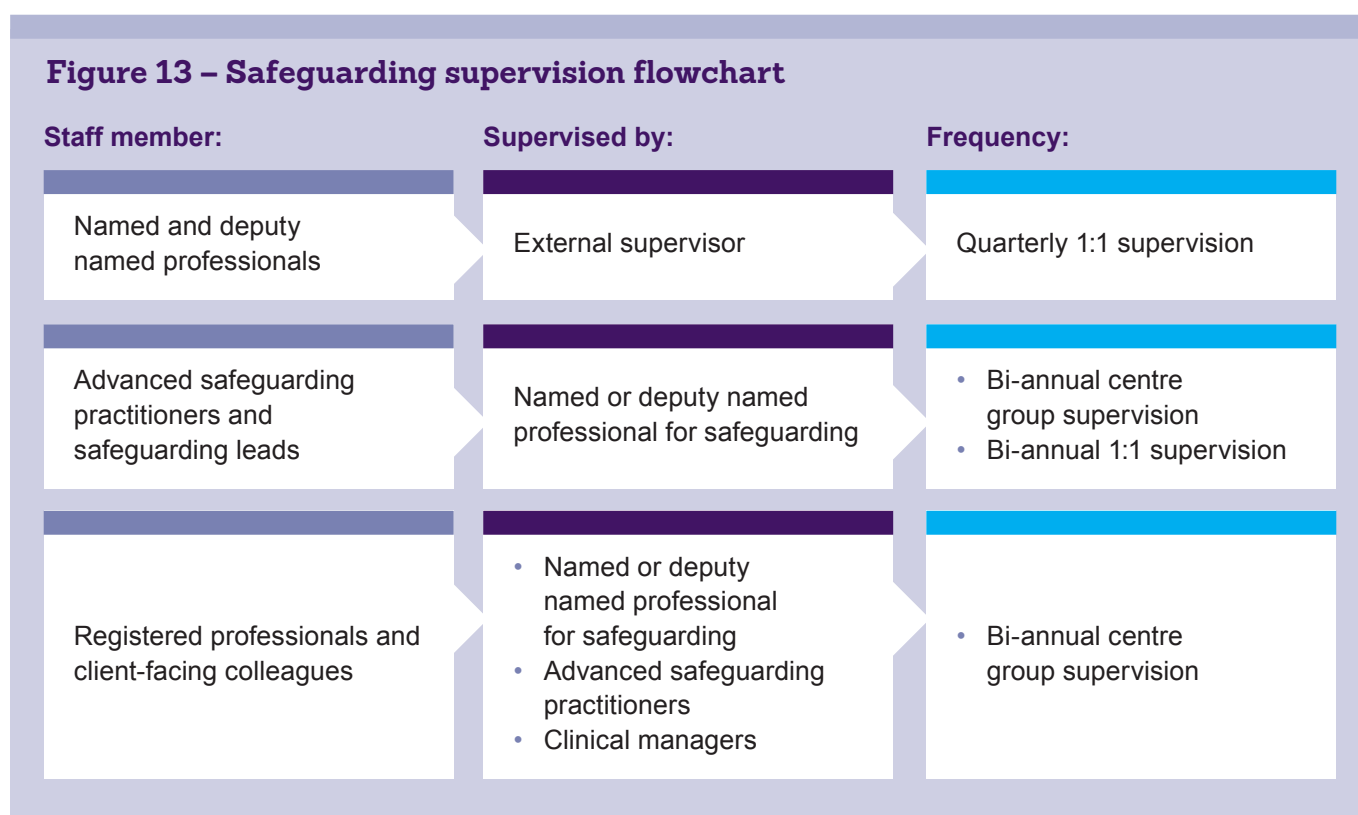 Figure 13 – Safeguarding supervision flowchart
Staff member:
Supervised by:
Frequency:
Named and deputy
named professionals
External supervisor
Quarterly 1:1 supervision
Advanced safeguarding
practitioners and
safeguarding leads
Named or deputy named
professional for safeguarding
• Bi-annual centre
group supervision
• Bi-annual 1:1 supervision
Registered professionals and
client-facing colleagues
• Named or deputy
named professional
for safeguarding
• Advanced safeguarding
practitioners
• Clinical managers
• Bi-annual centre
group supervision